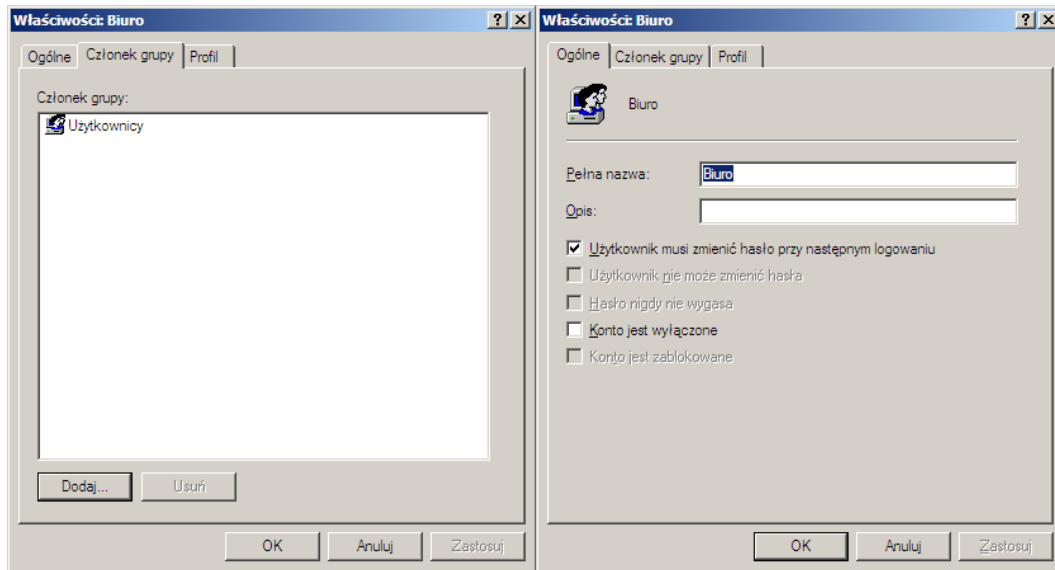 Właściwości: Biuro
Ogólne Członek grupy Profil
Członek grupy:
Użytkownicy
Dodaj... Usuń
OK Anuluj Zastosuj
Właściwości: Biuro
Ogólne Członek grupy Profil
Biuro
Pełna nazwa: Biuro
Opis:
Użytkownik musi zmienić hasło przy następnym logowaniu
Użytkownik nie może zmienić hasła
Hasło nigdy nie wygasa
Konto jest wyłączone
Konto jest zablokowane
OK Anuluj Zastosuj